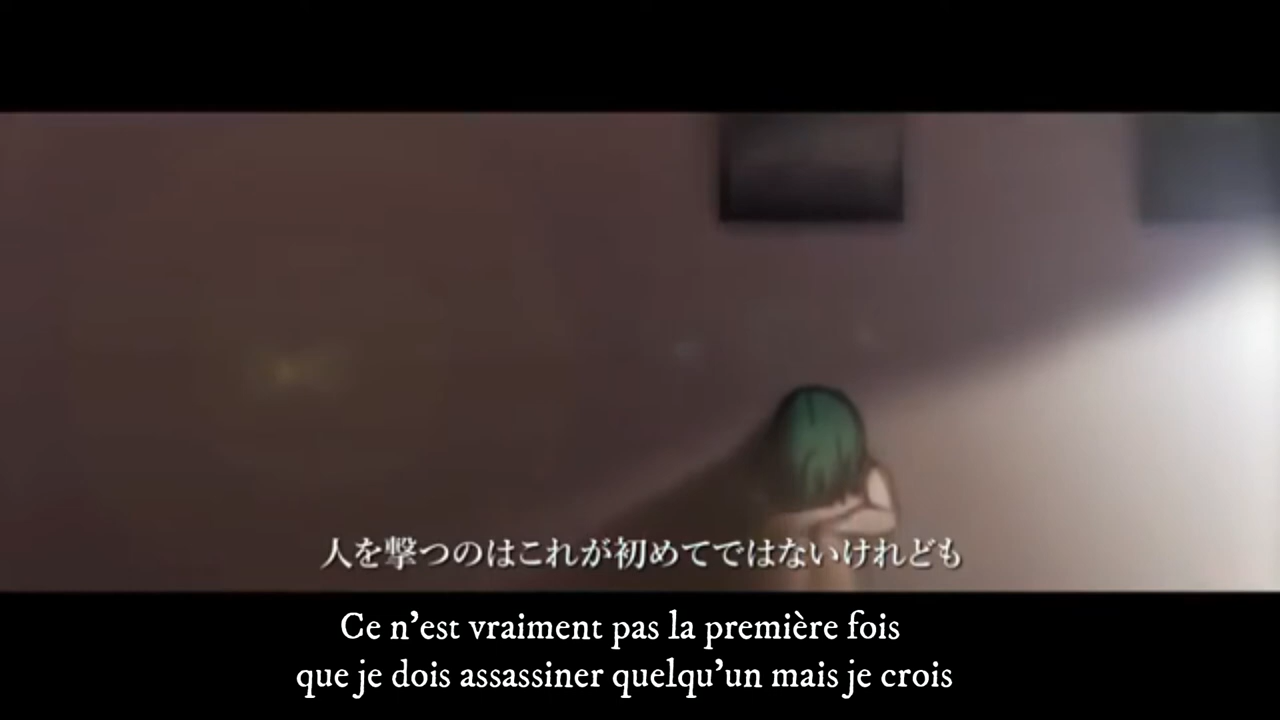 人を撃つのはこれが初めてではないけれども
Ce n'est vraiment pas la première fois
que je dois assassiner quelqu'un mais je crois